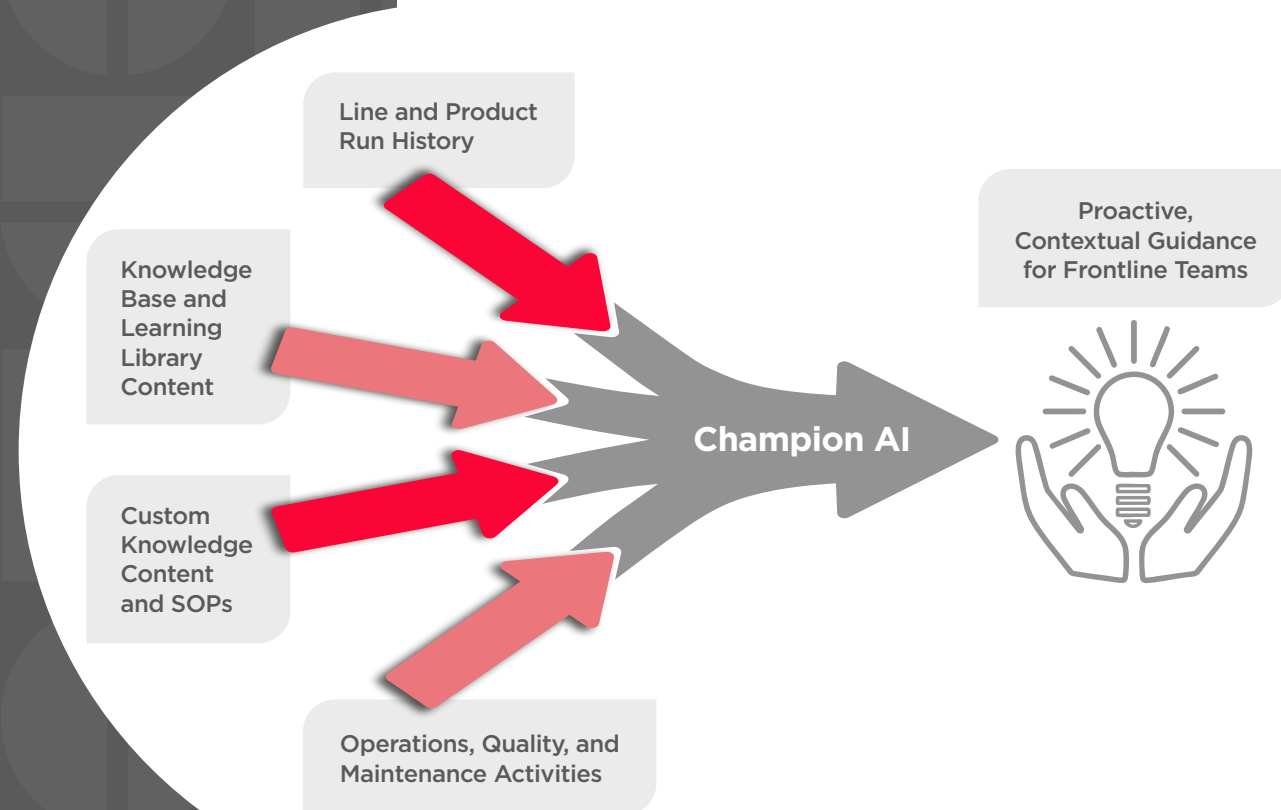 Line and Product
Run History
Knowledge
Base and
Learning
Library
Content
Custom
Knowledge
Content
and SOPs
Operations, Quality, and
Maintenance Activities
Champion AI
Proactive,
Contextual Guidance
for Frontline Teams